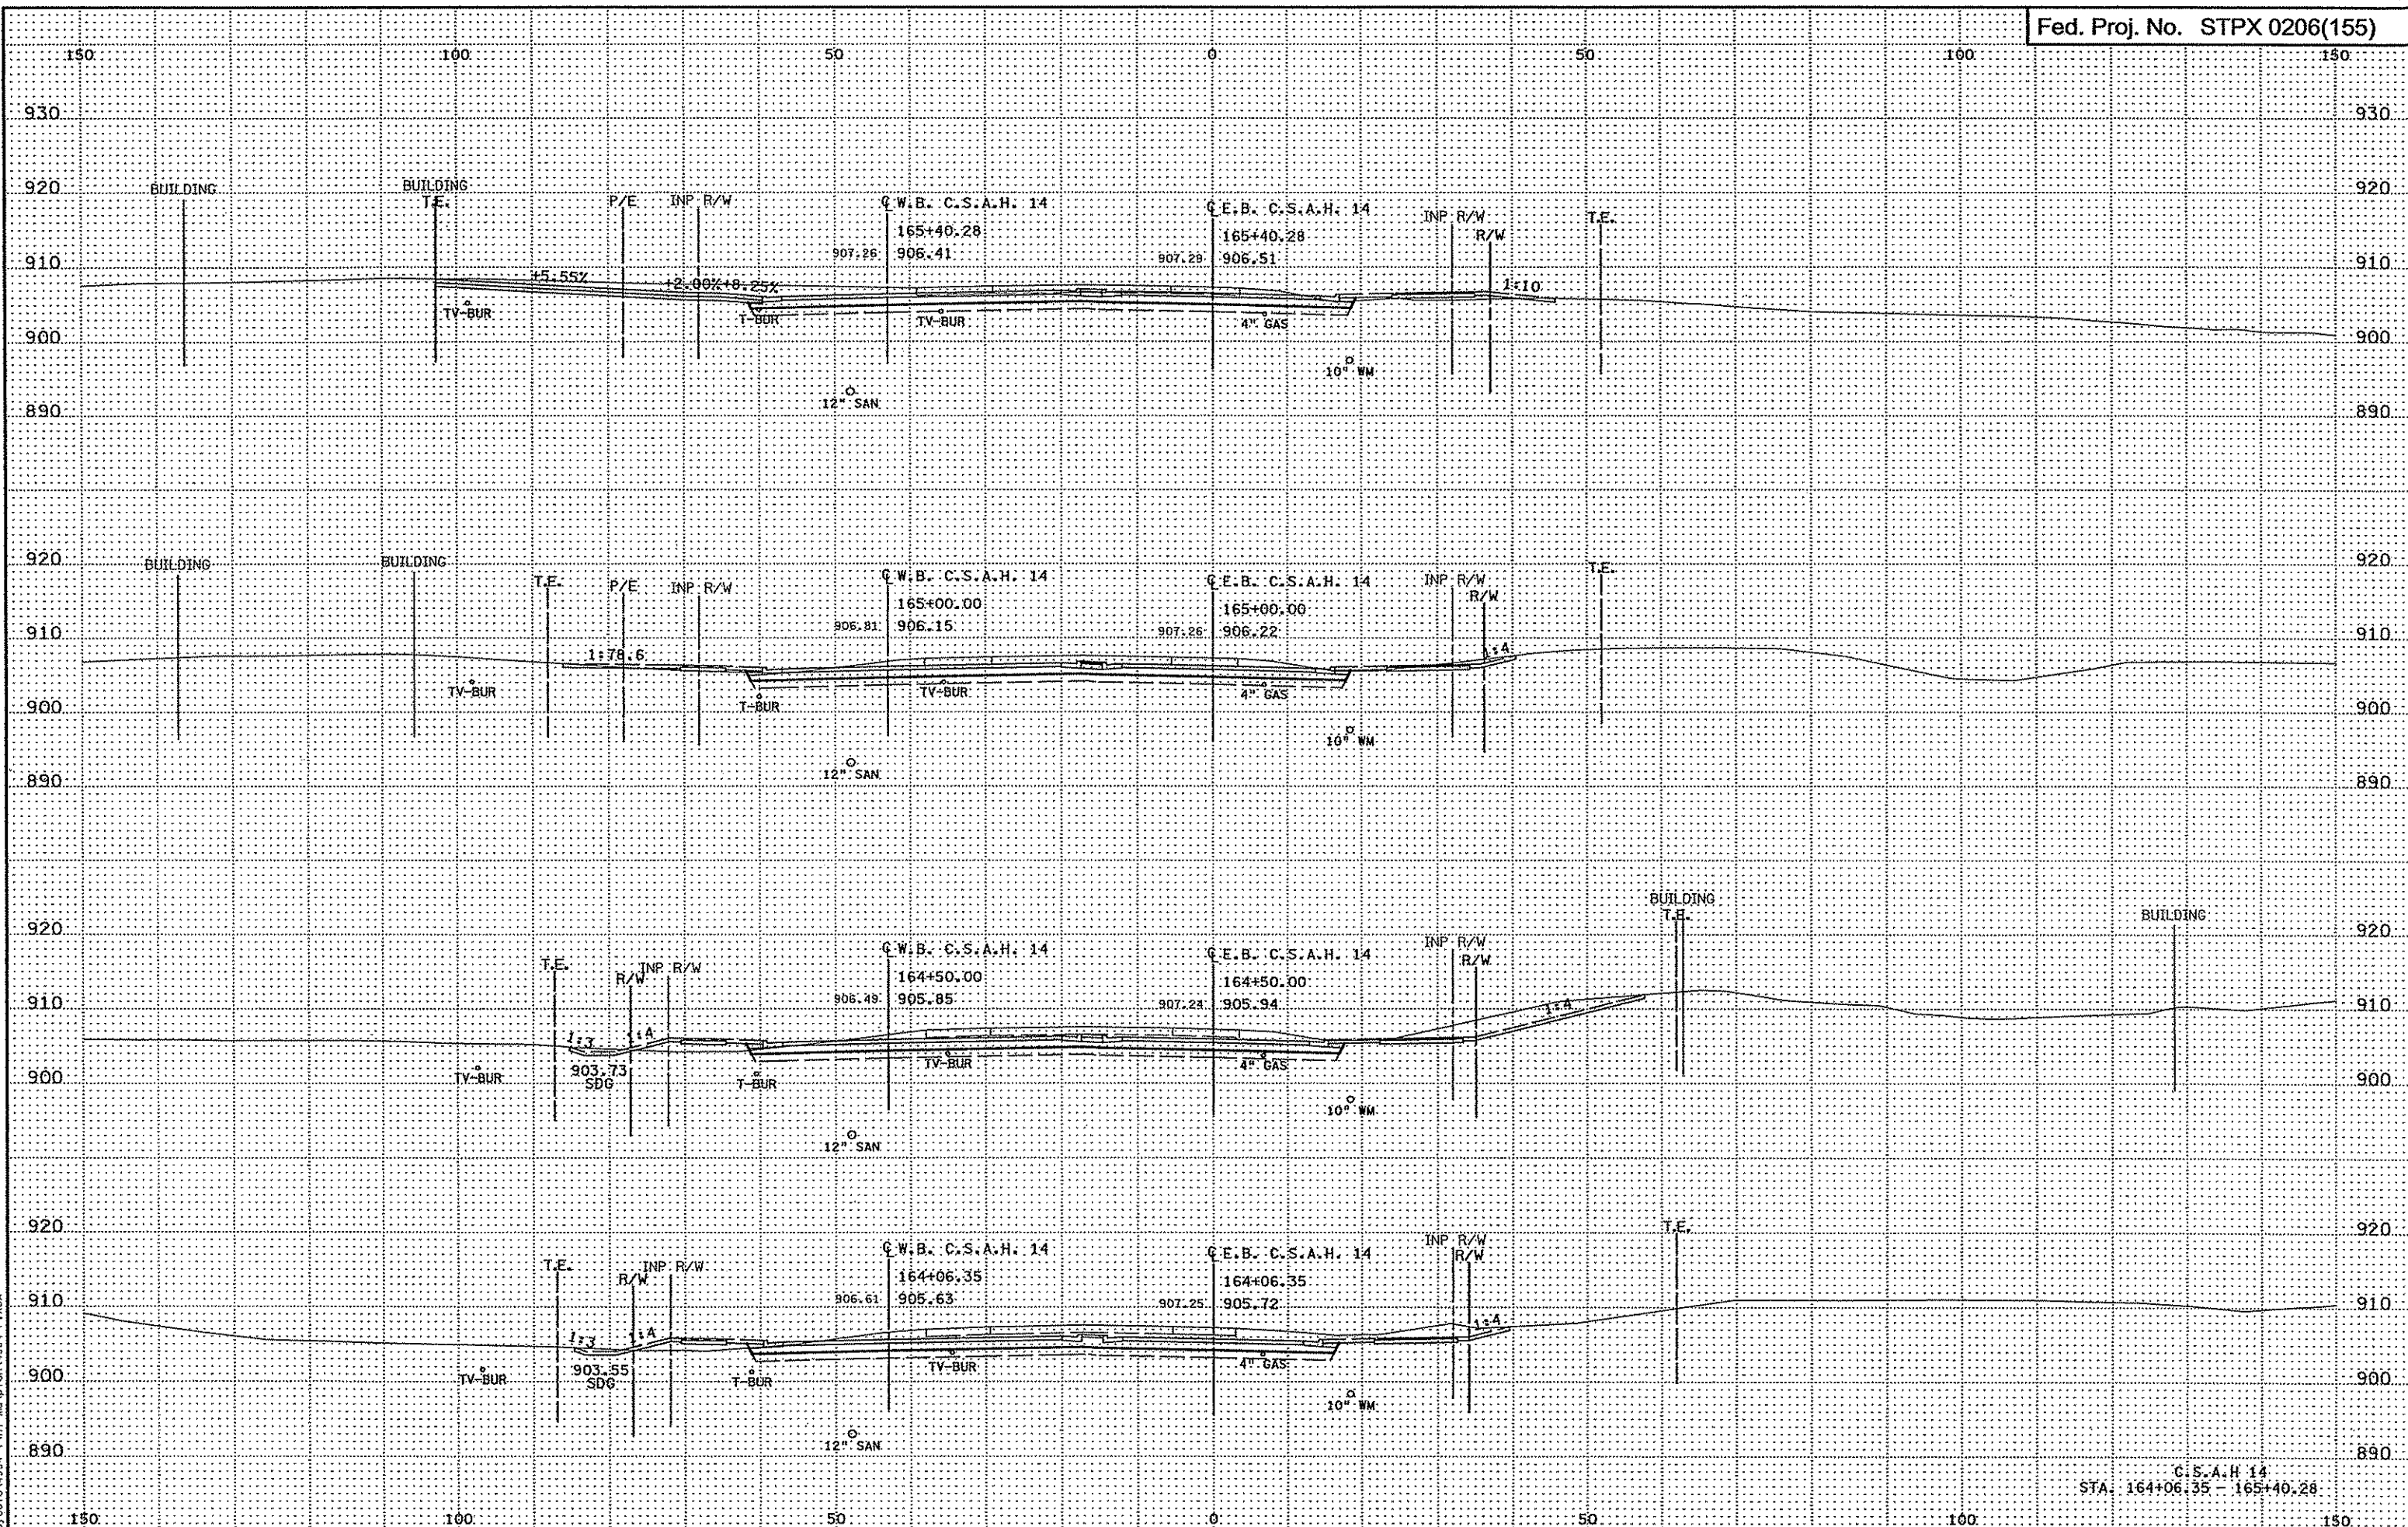 Fed. Proj. No. STPX 0206(155)
150 100 50 0 50 100 150
930 930
920 920
BUILDING BUILDING
T.E. P/E INP R/W ℄ W.B. C.S.A.H. 14 ℄ E.B. C.S.A.H. 14 INP R/W T.E.
R/W
165+40.28 165+40.28
907.26 906.41 907.29 906.51
910 910
+5.55% +2.00% +8.25% 1:10
TV-BUR T-BUR TV-BUR 4" GAS
900 900
10" WM
12" SAN
890 890
920 920
BUILDING BUILDING
T.E. P/E INP R/W ℄ W.B. C.S.A.H. 14 ℄ E.B. C.S.A.H. 14 INP R/W T.E.
R/W
165+00.00 165+00.00
906.81 906.15 907.26 906.22
910 910
1:78.6 1:4
TV-BUR T-BUR TV-BUR 4" GAS
900 900
10" WM
12" SAN
890 890
BUILDING
T.E. BUILDING
920 920
T.E. R/W INP R/W ℄ W.B. C.S.A.H. 14 ℄ E.B. C.S.A.H. 14 INP R/W
R/W
164+50.00 164+50.00
906.49 905.85 907.24 905.94
910 910
1:3 1:4 1:4
903.73
SDG
TV-BUR T-BUR TV-BUR 4" GAS
900 900
10" WM
12" SAN
920 920
T.E. R/W INP R/W ℄ W.B. C.S.A.H. 14 ℄ E.B. C.S.A.H. 14 INP R/W T.E.
R/W
164+06.35 164+06.35
906.61 905.63 907.25 905.72
910 910
1:3 1:4 1:4
903.55
SDG
TV-BUR T-BUR TV-BUR 4" GAS
900 900
10" WM
12" SAN
890 890
C.S.A.H 14
STA. 164+06.35 - 165+40.28
150 100 50 0 50 100 150